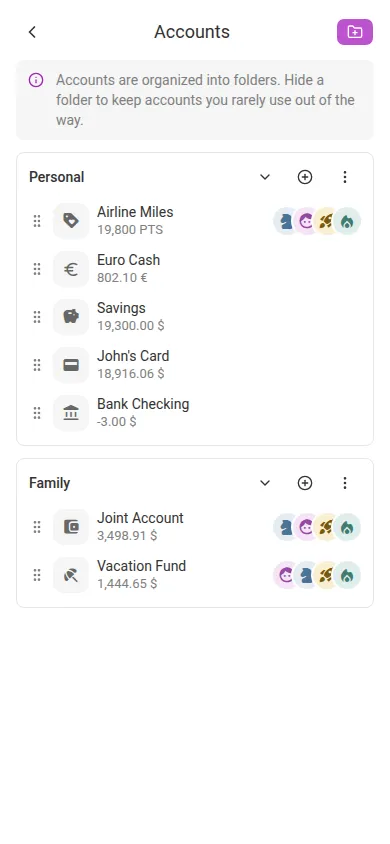 Accounts
Accounts are organized into folders. Hide a
folder to keep accounts you rarely use out of the
way.
Personal
Airline Miles
19,800 PTS
Euro Cash
802.10 €
Savings
19,300.00 $
John's Card
18,916.06 $
Bank Checking
-3.00 $
Family
Joint Account
3,498.91 $
Vacation Fund
1,444.65 $